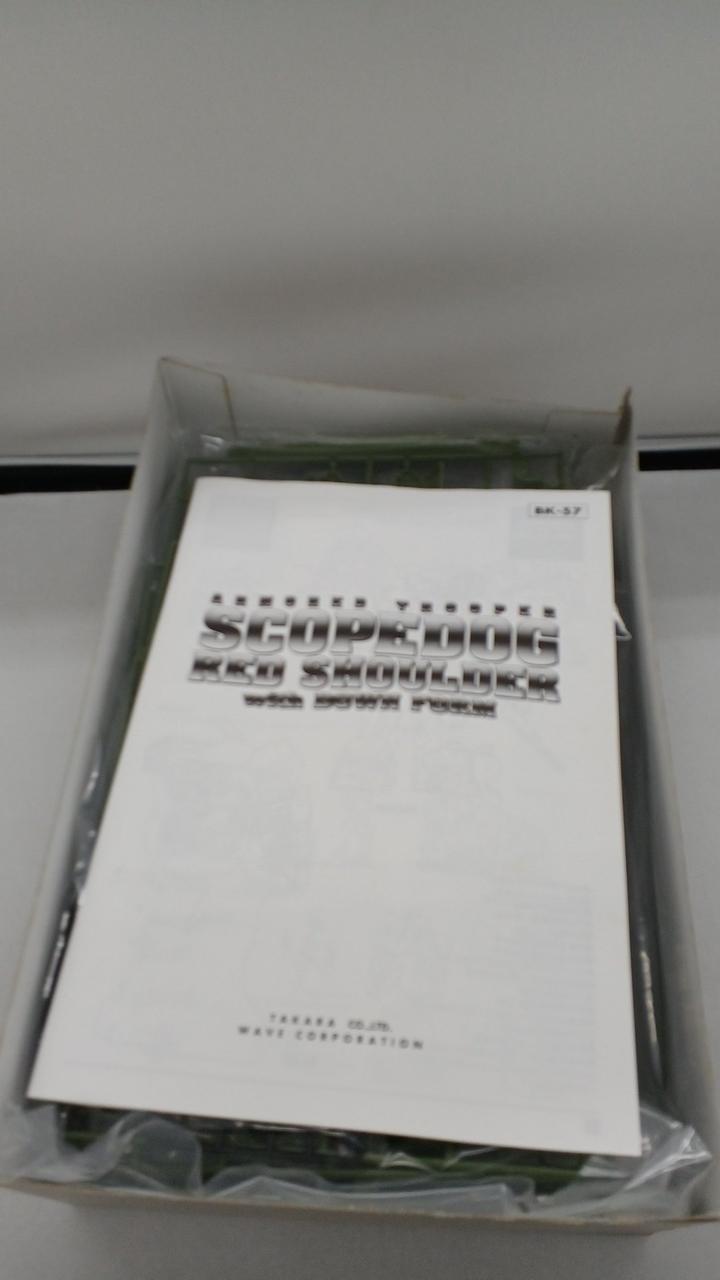 BK-57
ARMORED TROOPER
SCOPEDOG
RED SHOULDER
with DOWN FORM
TAKARA CO.,LTD.
WAVE CORPORATION